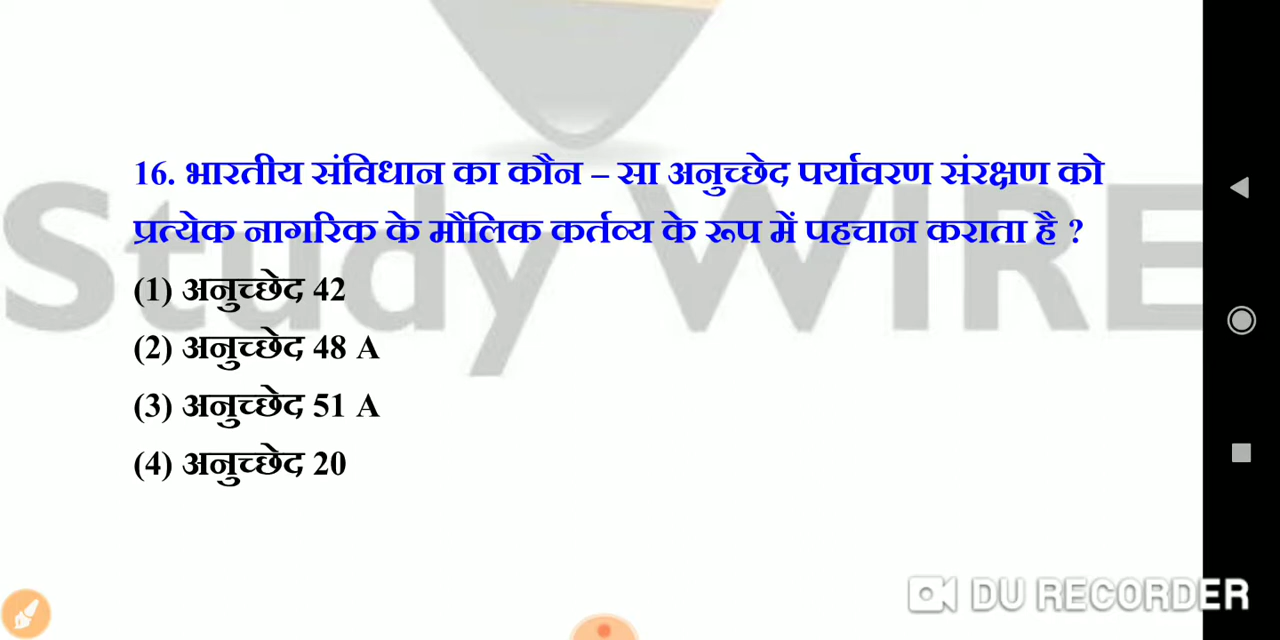 16. भारतीय संविधान का कौन – सा अनुच्छेद पर्यावरण संरक्षण को
प्रत्येक नागरिक के मौलिक कर्तव्य के रूप में पहचान कराता है ?
(1) अनुच्छेद 42
(2) अनुच्छेद 48 A
(3) अनुच्छेद 51 A
(4) अनुच्छेद 20
Study WIRE
DU RECORDER